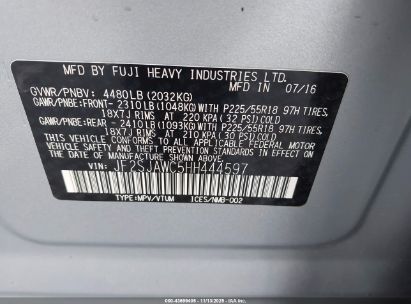 MFD. BY FUJI HEAVY INDUSTRIES LTD.
MADE IN 07/16
GVWR/PNBV: 4480LB (2032KG)
GAWR/PNBE:FRONT- 2310LB (1048KG) WITH P225/55R18 97H TIRES,
18X7J RIMS AT 220 KPA ( 32 PSI) COLD
GAWR/PNBE:REAR- 2410LB (1093KG) WITH P225/55R18 97H TIRES,
18X7J RIMS AT 210 KPA ( 30 PSI) COLD
THIS VEHICLE CONFORMS TO ALL APPLICABLE FEDERAL MOTOR
VEHICLE SAFETY, BUMPER, AND THEFT PREVENTION STANDARDS
IN EFFECT ON THE DATE OF MANUFACTURE SHOWN ABOVE.
VIN: JF2SJAWC5HH444597
TYPE:MPV/VTUM ICES/NMB-002